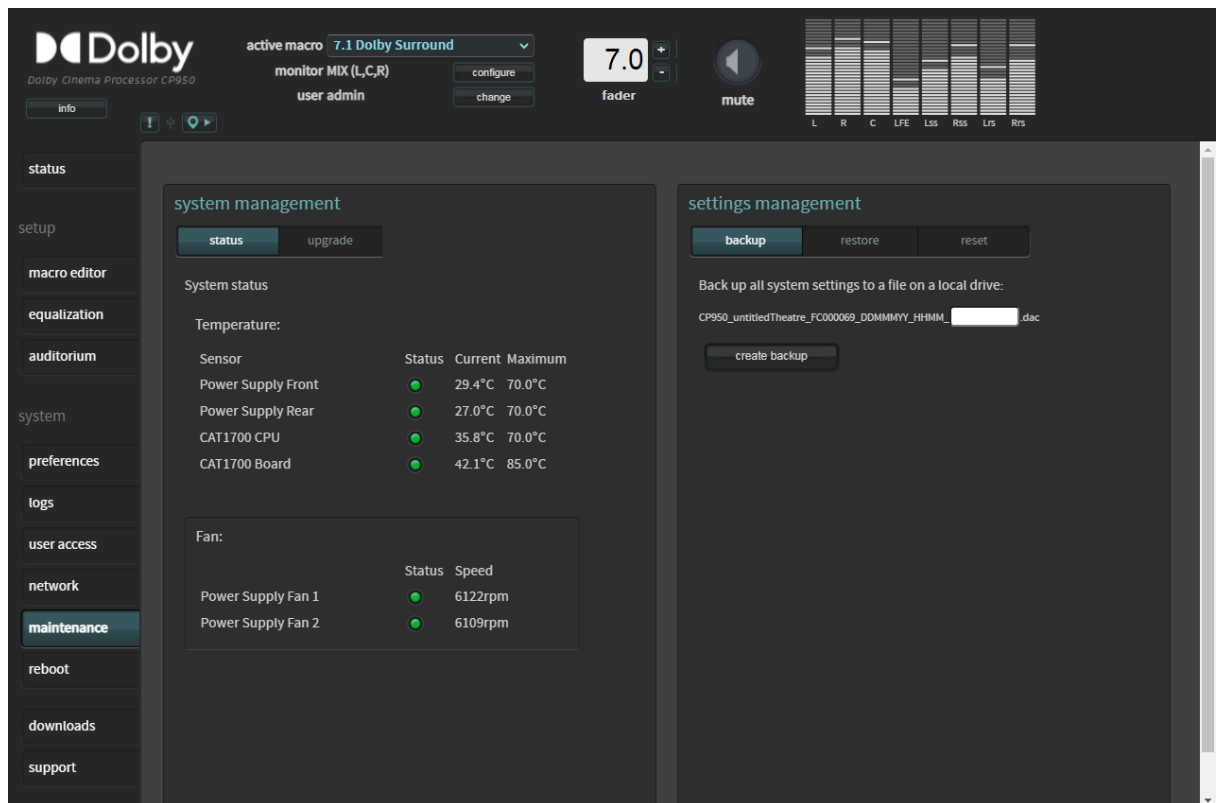 Dolby
Dolby Cinema Processor CP950
info
active macro 7.1 Dolby Surround
monitor MIX (L,C,R) configure
user admin change
7.0 + -
fader
mute
L R C LFE Lss Rss Lrs Rrs
status
setup
macro editor
equalization
auditorium
system
preferences
logs
user access
network
maintenance
reboot
downloads
support
system management
status upgrade
System status
Temperature:
Sensor Status Current Maximum
Power Supply Front 29.4°C 70.0°C
Power Supply Rear 27.0°C 70.0°C
CAT1700 CPU 35.8°C 70.0°C
CAT1700 Board 42.1°C 85.0°C
Fan:
Status Speed
Power Supply Fan 1 6122rpm
Power Supply Fan 2 6109rpm
settings management
backup restore reset
Back up all system settings to a file on a local drive:
CP950_untitledTheatre_FC000069_DDMMMYY_HHMM_ .dac
create backup